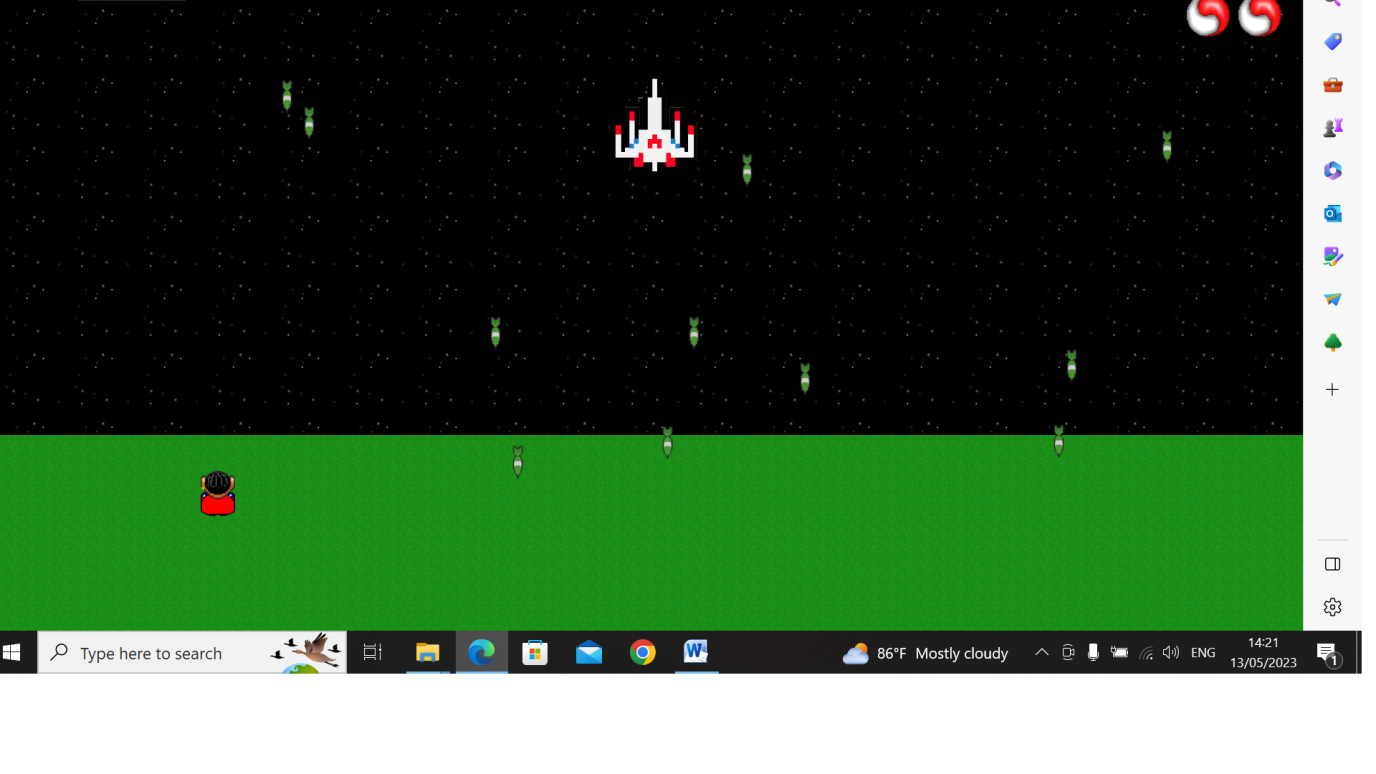 Type here to search
86°F Mostly cloudy
ENG
14:21
13/05/2023
1